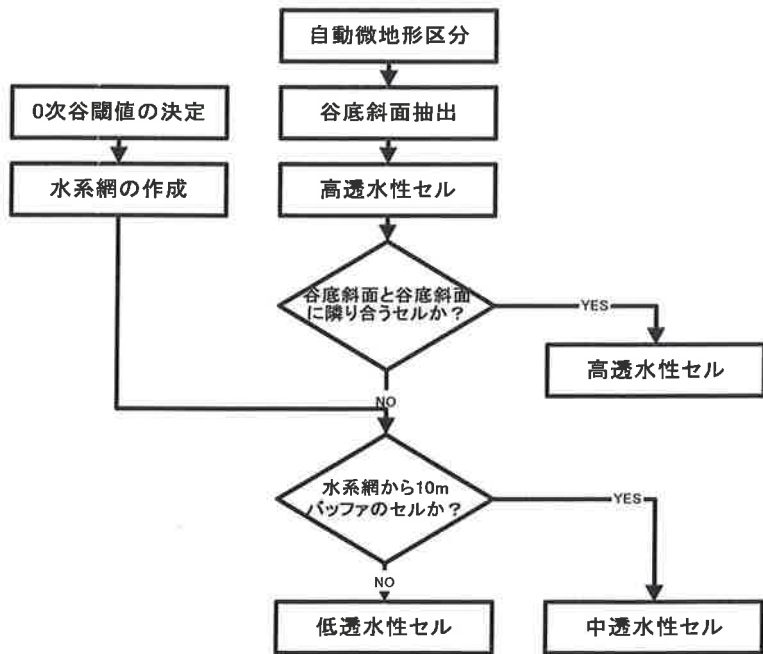 自動微地形区分
0次谷閾値の決定
谷底斜面抽出
水系網の作成
高透水性セル
谷底斜面と谷底斜面
に隣り合うセルか？
YES
高透水性セル
NO
水系網から10m
バッファのセルか？
YES
NO
低透水性セル
中透水性セル